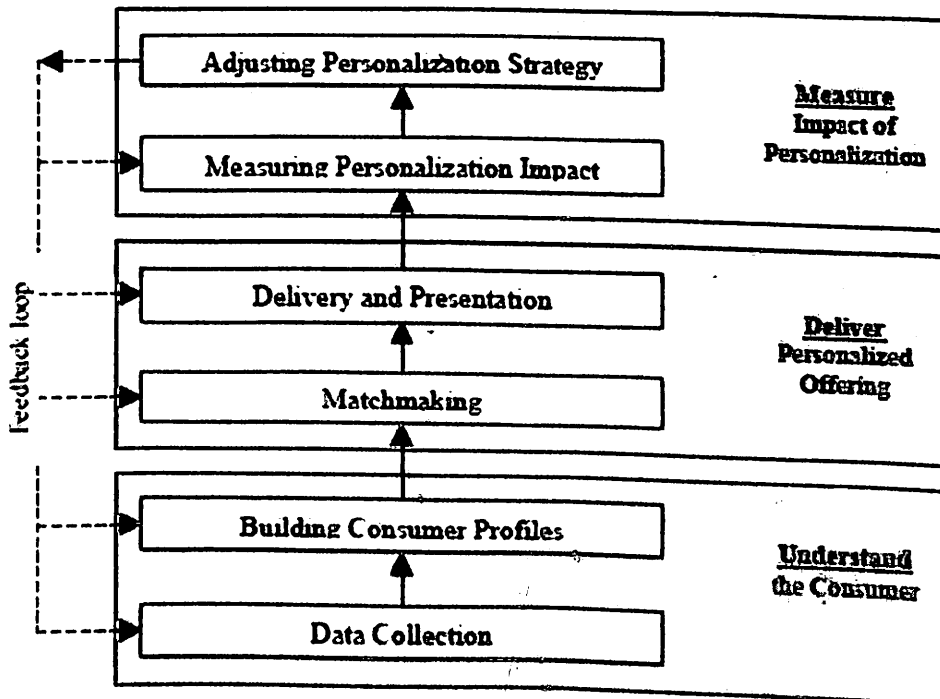 Adjusting Personalization Strategy
Measuring Personalization Impact
Measure
Impact of
Personalization
Delivery and Presentation
Matchmaking
Deliver
Personalized
Offering
Building Consumer Profiles
Data Collection
Understand
the Consumer
Feedback loop